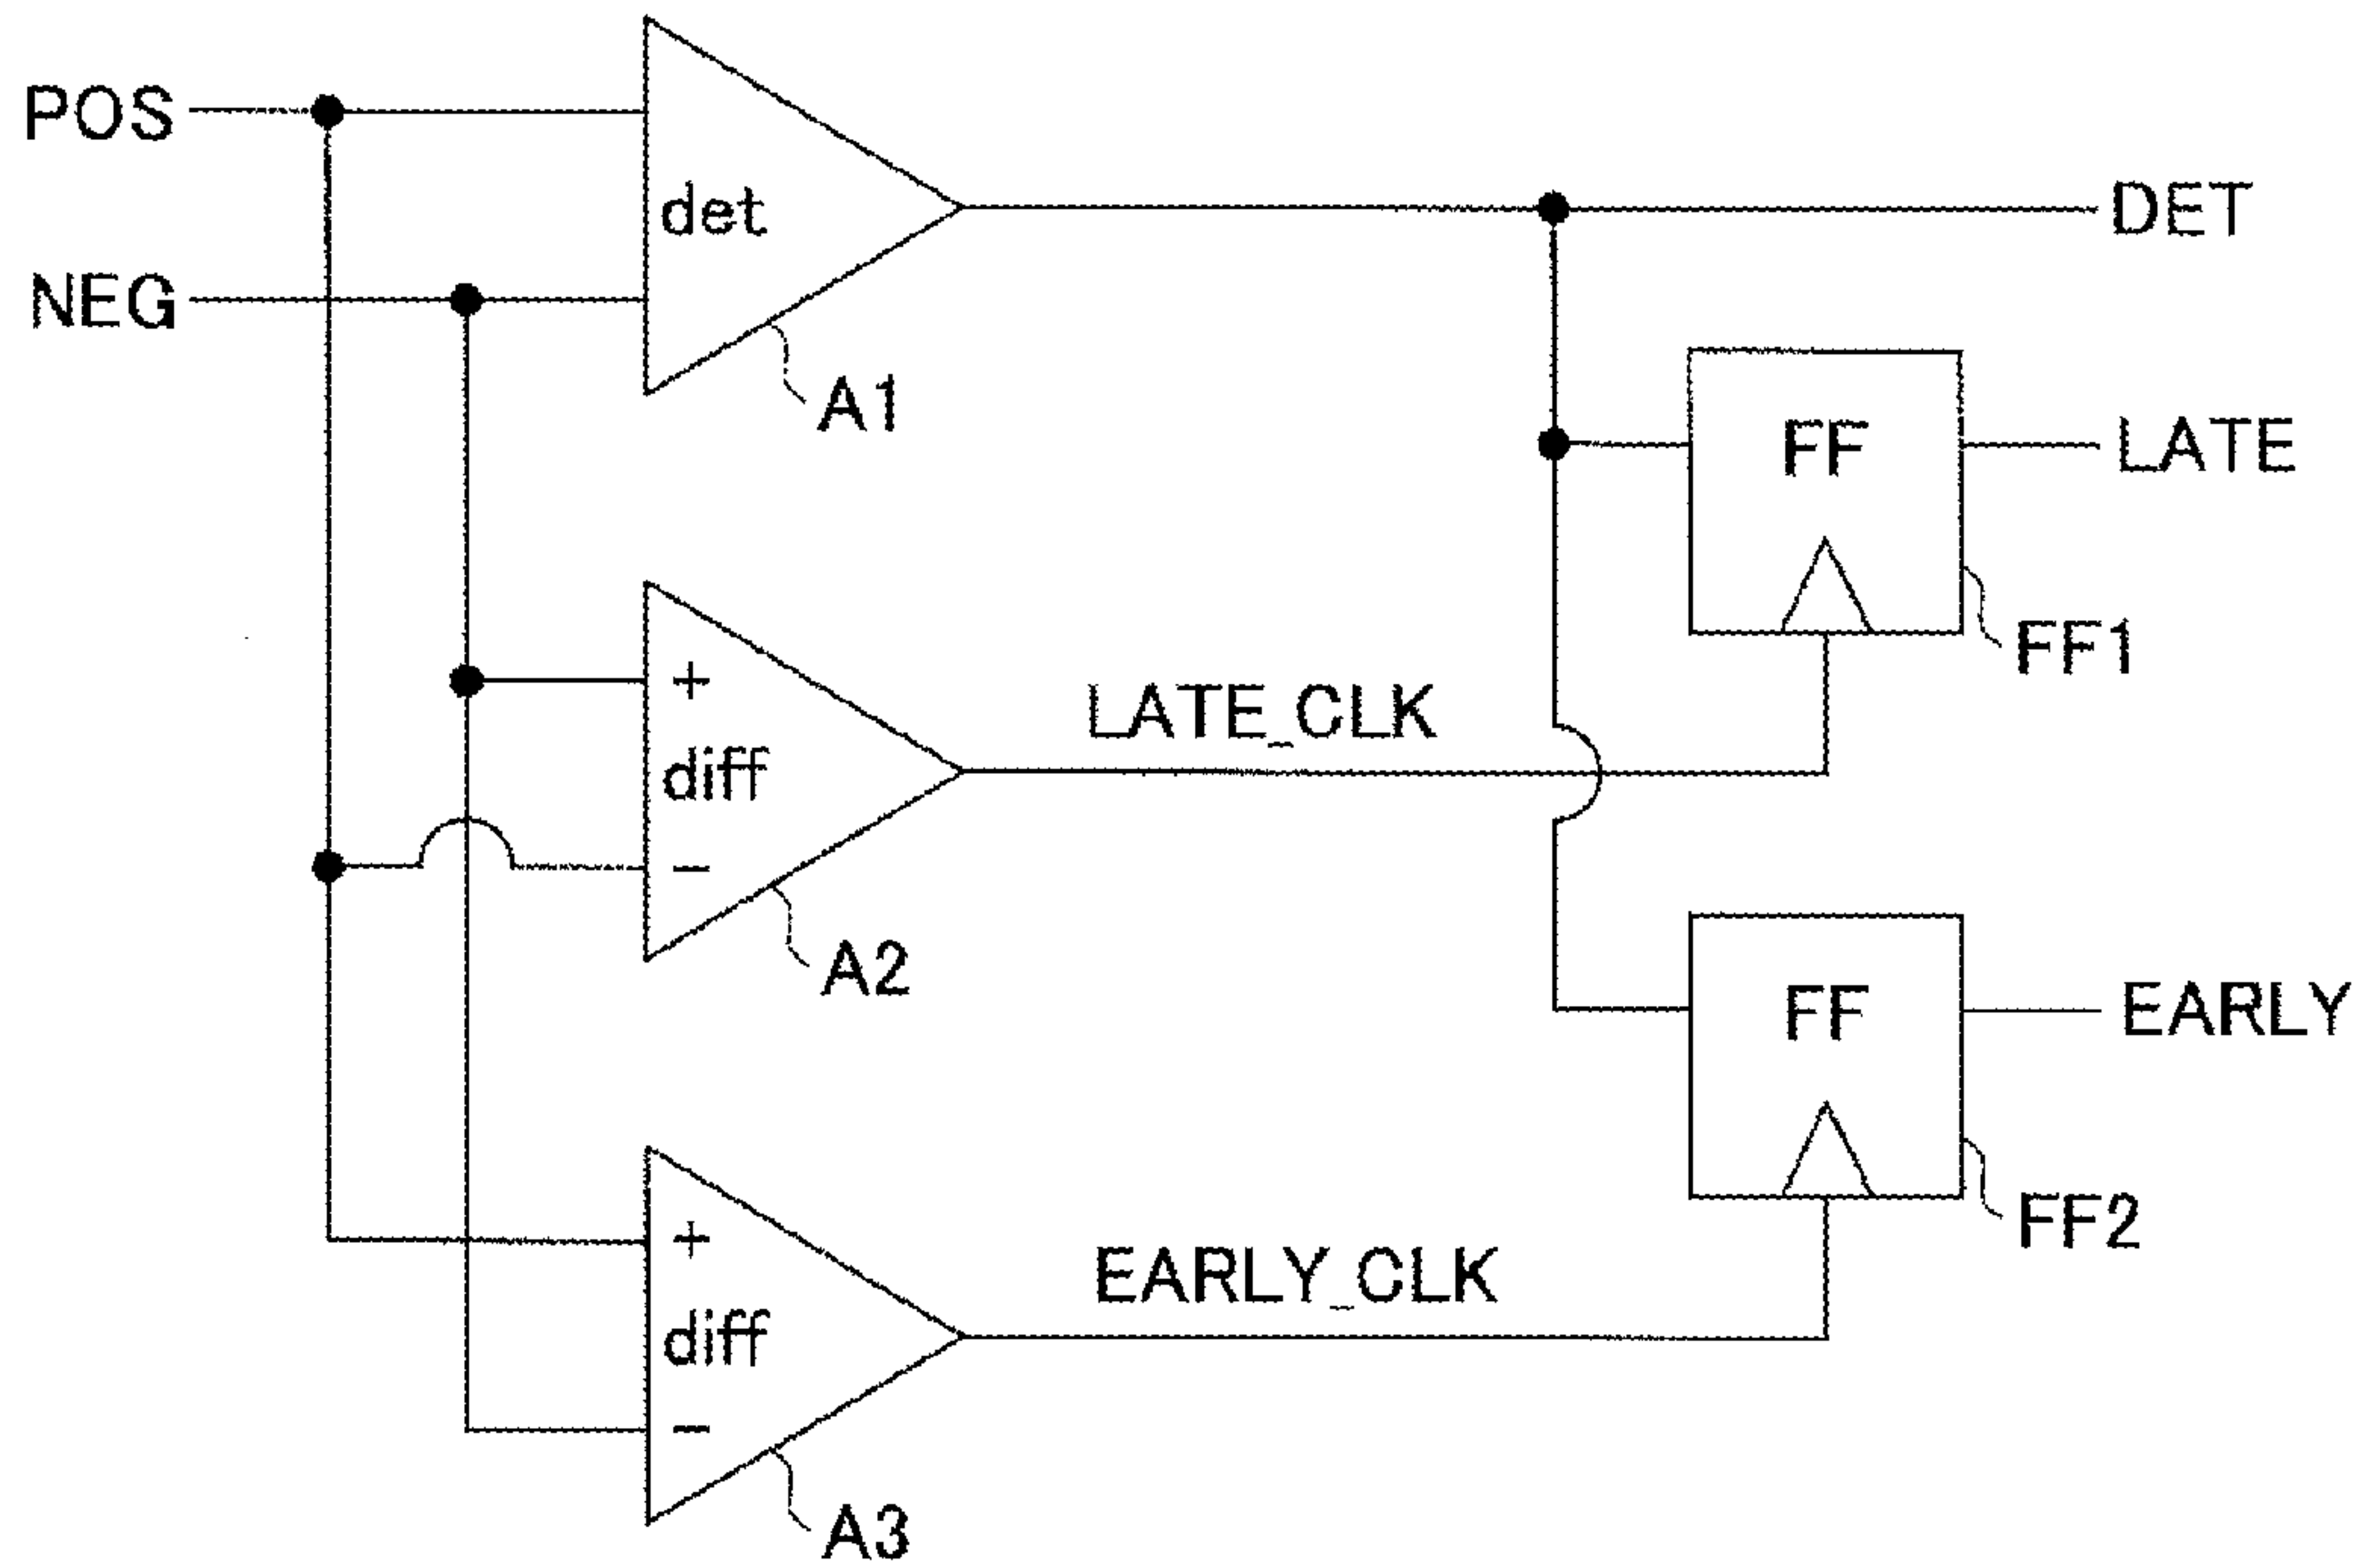 POS
det
DET
NEG
A1
FF
LATE
FF1
+
LATE_CLK
diff
−
A2
FF
EARLY
FF2
+
EARLY_CLK
diff
−
A3